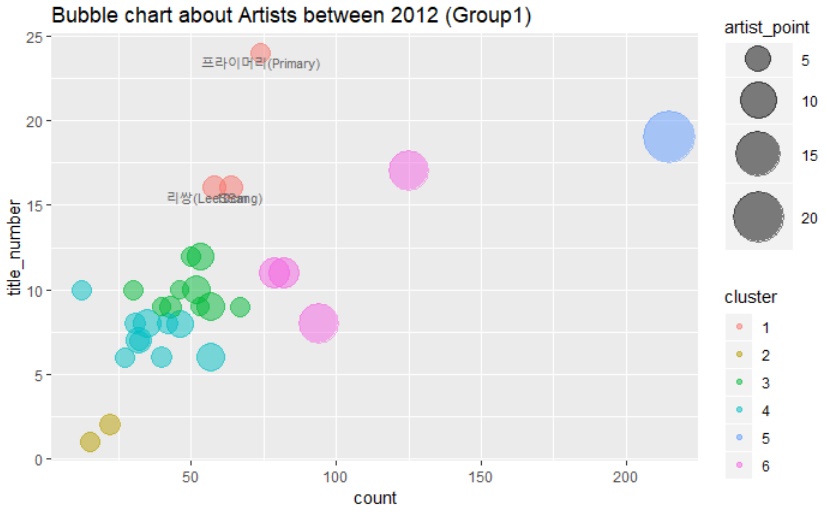 Bubble chart about Artists between 2012 (Group1)
artist_point
5
10
15
20
cluster
1
2
3
4
5
6
title_number
25
20
15
10
5
0
프라이머리(Primary)
리쌍(LeeSSang)
50
100
150
200
count